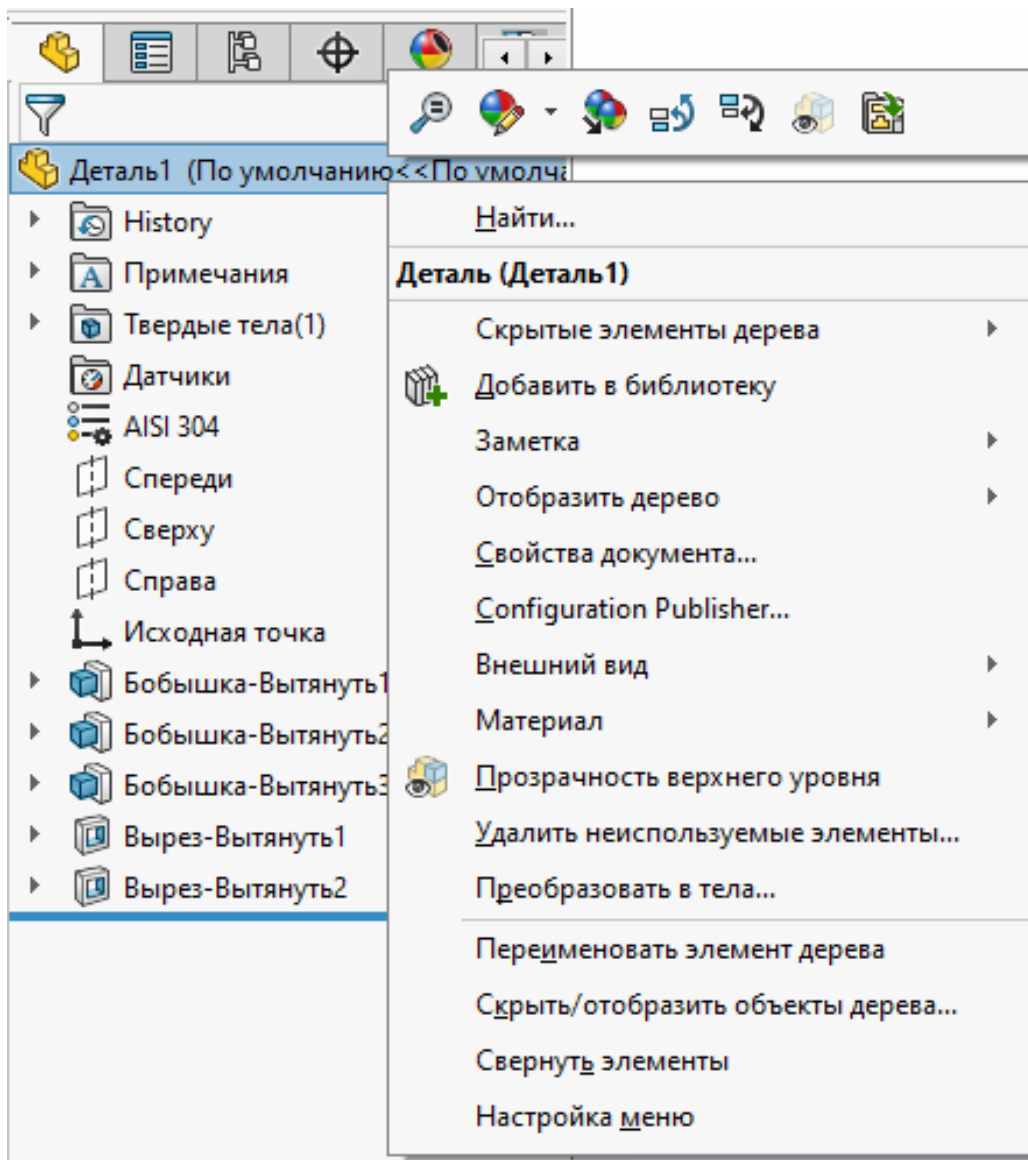 Деталь1 (По умолчанию<<По умолча
History
Примечания
Твердые тела(1)
Датчики
AISI 304
Спереди
Сверху
Справа
Исходная точка
Бобышка-Вытянуть1
Бобышка-Вытянуть2
Бобышка-Вытянуть3
Вырез-Вытянуть1
Вырез-Вытянуть2
Найти...
Деталь (Деталь1)
Скрытые элементы дерева
Добавить в библиотеку
Заметка
Отобразить дерево
Свойства документа...
Configuration Publisher...
Внешний вид
Материал
Прозрачность верхнего уровня
Удалить неиспользуемые элементы...
Преобразовать в тела...
Переименовать элемент дерева
Скрыть/отобразить объекты дерева...
Свернуть элементы
Настройка меню